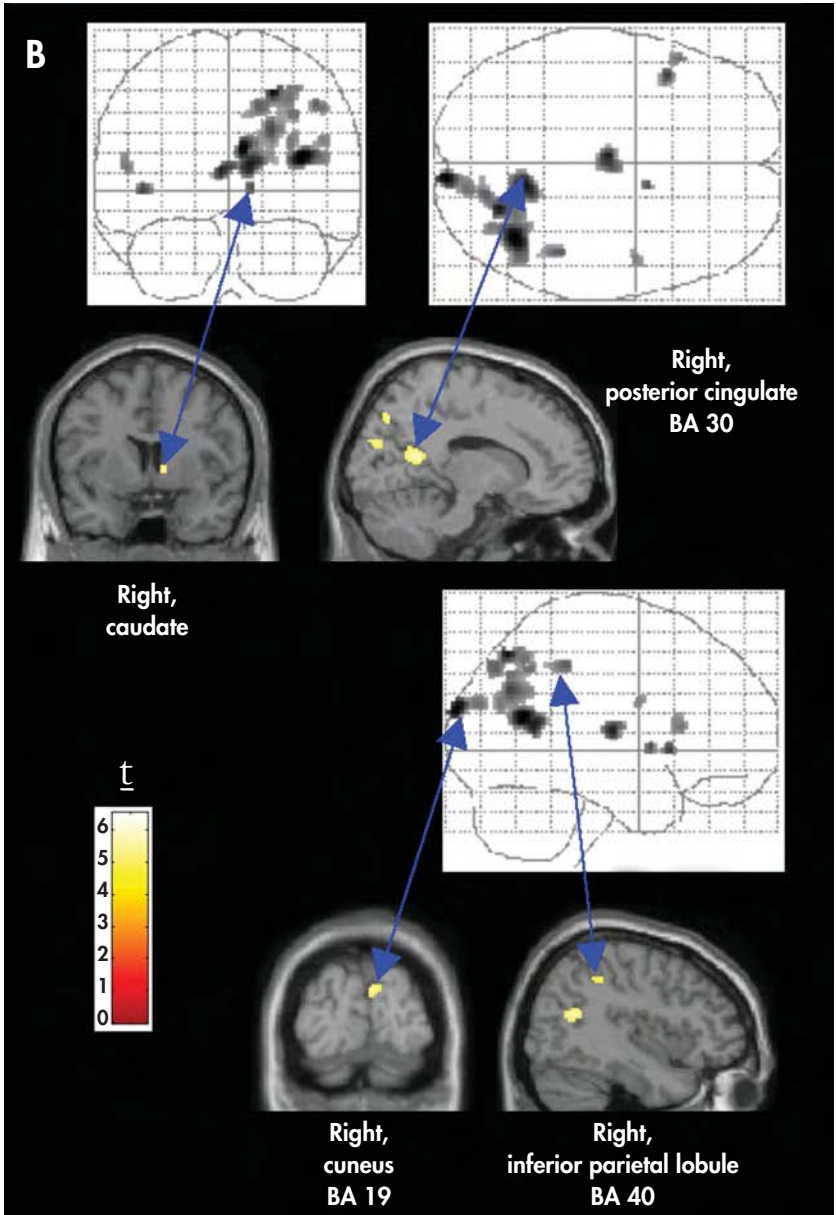 B
Right,
posterior cingulate
BA 30
Right,
caudate
t
6
5
4
3
2
1
0
Right,
cuneus
BA 19
Right,
inferior parietal lobule
BA 40